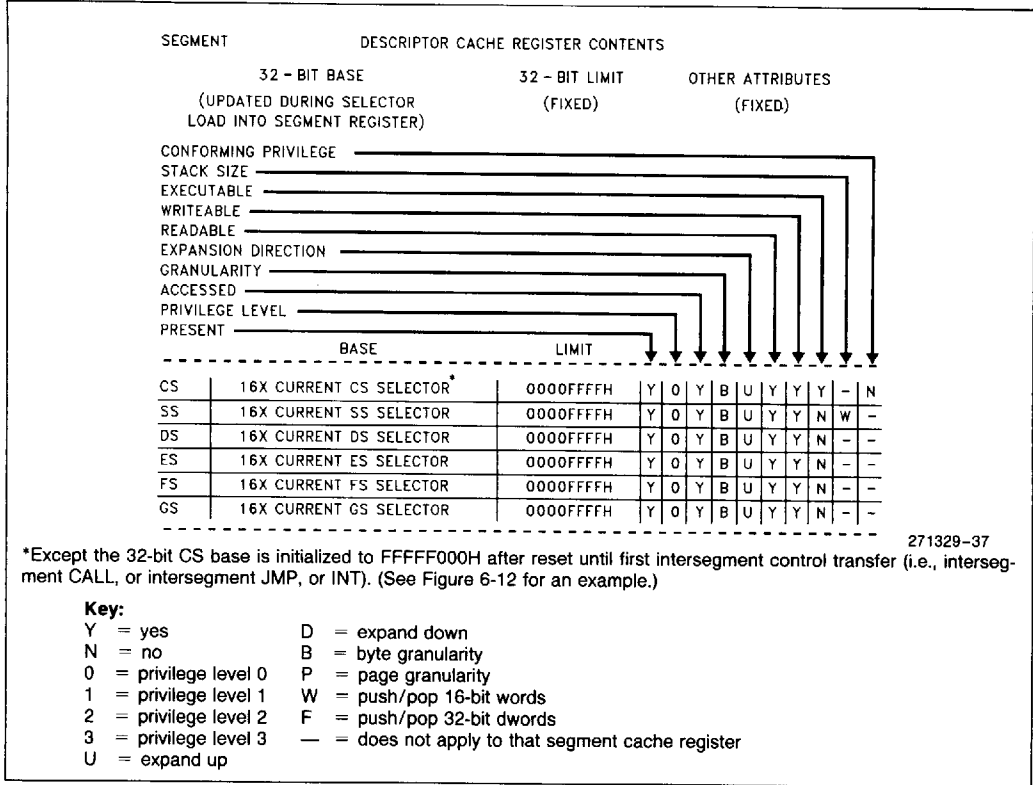 SEGMENT DESCRIPTOR CACHE REGISTER CONTENTS
32 – BIT BASE 32 – BIT LIMIT OTHER ATTRIBUTES
(UPDATED DURING SELECTOR (FIXED) (FIXED)
LOAD INTO SEGMENT REGISTER)
CONFORMING PRIVILEGE
STACK SIZE
EXECUTABLE
WRITEABLE
READABLE
EXPANSION DIRECTION
GRANULARITY
ACCESSED
PRIVILEGE LEVEL
PRESENT
BASE LIMIT
CS 16X CURRENT CS SELECTOR* 0000FFFFH Y 0 Y B U Y Y Y – N
SS 16X CURRENT SS SELECTOR 0000FFFFH Y 0 Y B U Y Y N W –
DS 16X CURRENT DS SELECTOR 0000FFFFH Y 0 Y B U Y Y N – –
ES 16X CURRENT ES SELECTOR 0000FFFFH Y 0 Y B U Y Y N – –
FS 16X CURRENT FS SELECTOR 0000FFFFH Y 0 Y B U Y Y N – –
GS 16X CURRENT GS SELECTOR 0000FFFFH Y 0 Y B U Y Y N – –
271329–37
*Except the 32-bit CS base is initialized to FFFFF000H after reset until first intersegment control transfer (i.e., interseg-
ment CALL, or intersegment JMP, or INT). (See Figure 6-12 for an example.)
Key:
Y = yes D = expand down
N = no B = byte granularity
0 = privilege level 0 P = page granularity
1 = privilege level 1 W = push/pop 16-bit words
2 = privilege level 2 F = push/pop 32-bit dwords
3 = privilege level 3 — = does not apply to that segment cache register
U = expand up